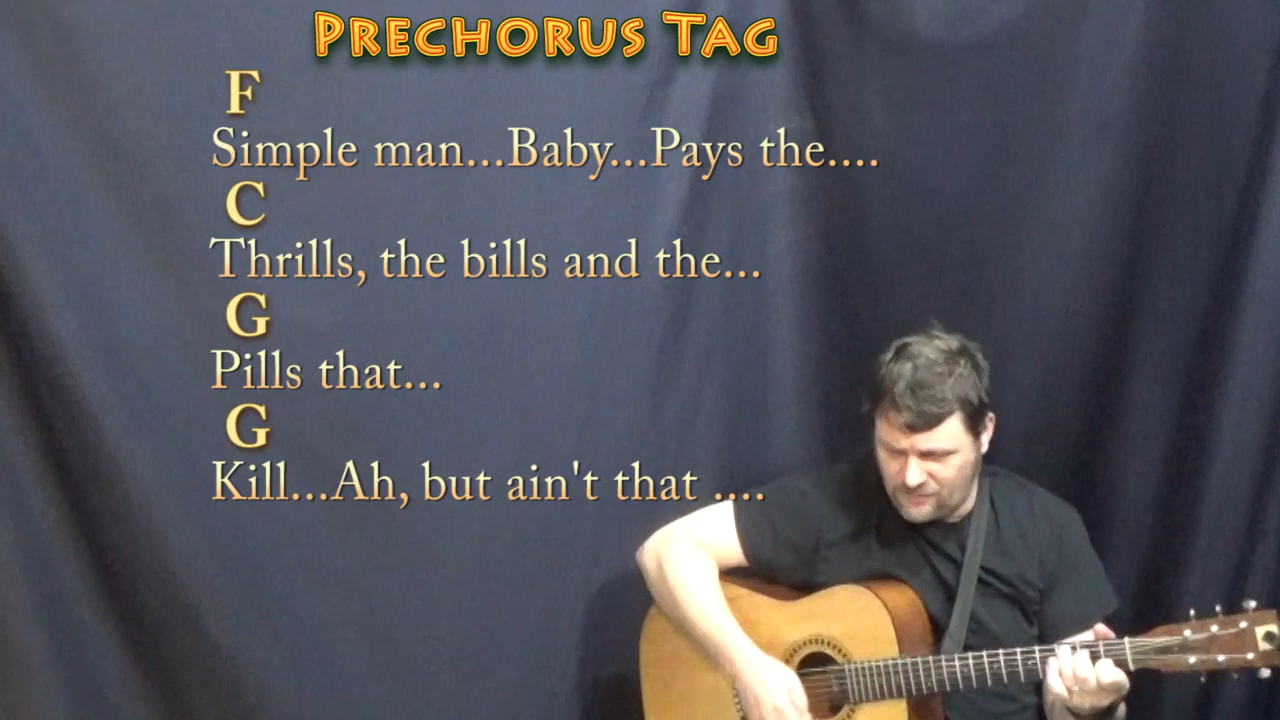 Prechorus Tag
F
Simple man...Baby...Pays the....
C
Thrills, the bills and the...
G
Pills that...
G
Kill...Ah, but ain't that ....